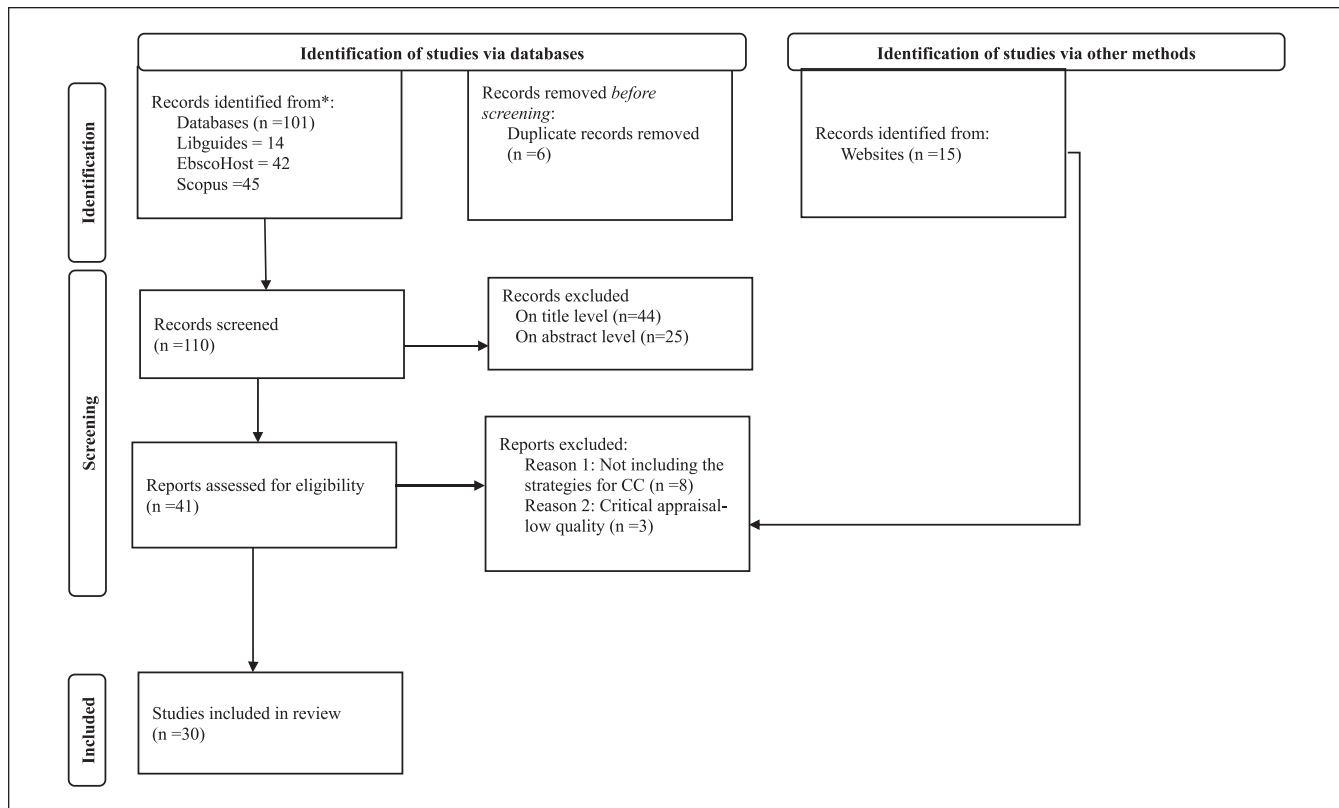 Identification of studies via databases
Identification of studies via other methods
Identification
Records identified from*:
Databases (n =101)
Libguides = 14
EbscoHost = 42
Scopus =45
Records removed before
screening:
Duplicate records removed
(n =6)
Records identified from:
Websites (n =15)
Screening
Records screened
(n =110)
Records excluded
On title level (n=44)
On abstract level (n=25)
Reports assessed for eligibility
(n =41)
Reports excluded:
Reason 1: Not including the
strategies for CC (n =8)
Reason 2: Critical appraisal-
low quality (n =3)
Included
Studies included in review
(n =30)